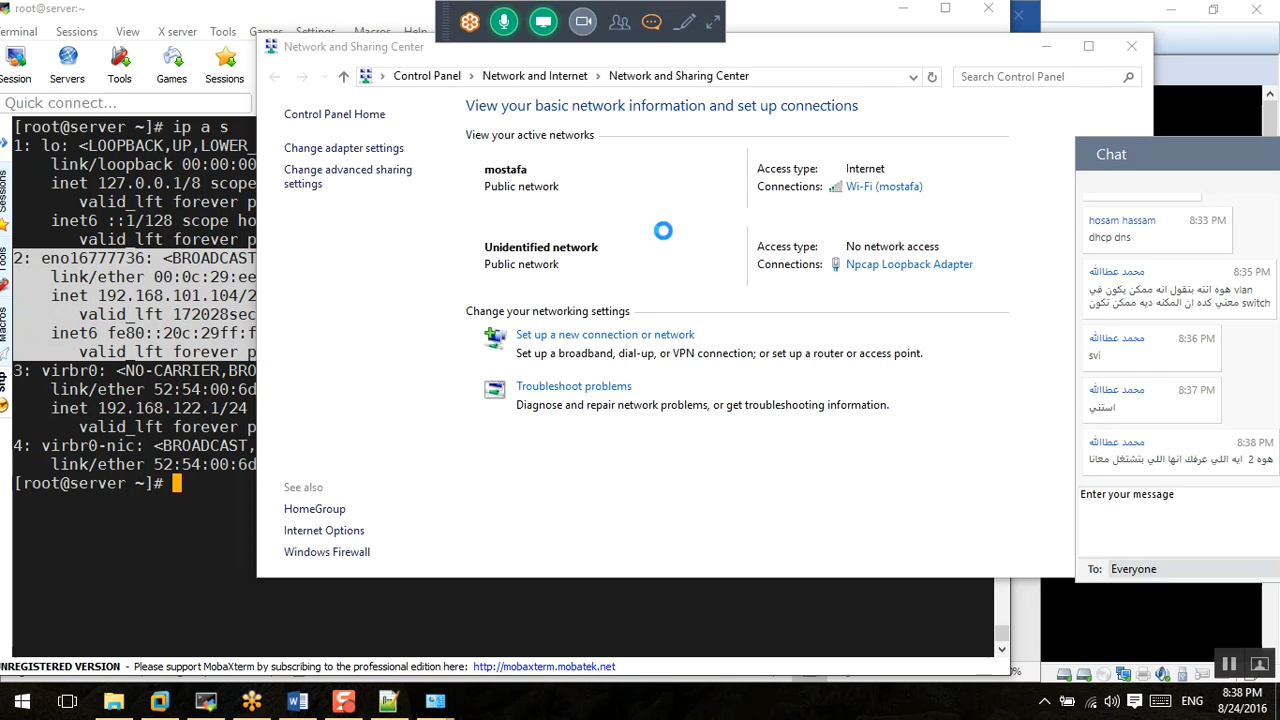 root@server:~
Terminal Sessions View X server Tools Games Settings Macros Help
Session Servers Tools Games Sessions
Quick connect...
[root@server ~]# ip a s
1: lo: <LOOPBACK,UP,LOWER_
link/loopback 00:00:00
inet 127.0.0.1/8 scope
valid_lft forever p
inet6 ::1/128 scope ho
valid_lft forever p
2: eno16777736: <BROADCAST
link/ether 00:0c:29:ee
inet 192.168.101.104/2
valid_lft 172028sec
inet6 fe80::20c:29ff:f
valid_lft forever p
3: virbr0: <NO-CARRIER,BRO
link/ether 52:54:00:6d
inet 192.168.122.1/24
valid_lft forever p
4: virbr0-nic: <BROADCAST,
link/ether 52:54:00:6d
[root@server ~]#
Sessions
Tools
Macros
Sftp
Network and Sharing Center
Control Panel > Network and Internet > Network and Sharing Center
Search Control Panel
Control Panel Home
Change adapter settings
Change advanced sharing
settings
See also
HomeGroup
Internet Options
Windows Firewall
View your basic network information and set up connections
View your active networks
mostafa
Public network
Access type: Internet
Connections: Wi-Fi (mostafa)
Unidentified network
Public network
Access type: No network access
Connections: Npcap Loopback Adapter
Change your networking settings
Set up a new connection or network
Set up a broadband, dial-up, or VPN connection; or set up a router or access point.
Troubleshoot problems
Diagnose and repair network problems, or get troubleshooting information.
Chat
hosam hassam 8:33 PM
dhcp dns
محمد عطاالله 8:35 PM
هوه انته بتقول انه ممكن يكون في vlan
معني كده ان المكنه ديه ممكن تكون switch
محمد عطاالله 8:36 PM
svi
محمد عطاالله 8:37 PM
استني
محمد عطاالله 8:38 PM
هوه 2 ايه اللي عرفك انها اللي بتشتغل معانا
Enter your message
To: Everyone
UNREGISTERED VERSION - Please support MobaXterm by subscribing to the professional edition here: http://mobaxterm.mobatek.net
ENG
8:38 PM
8/24/2016